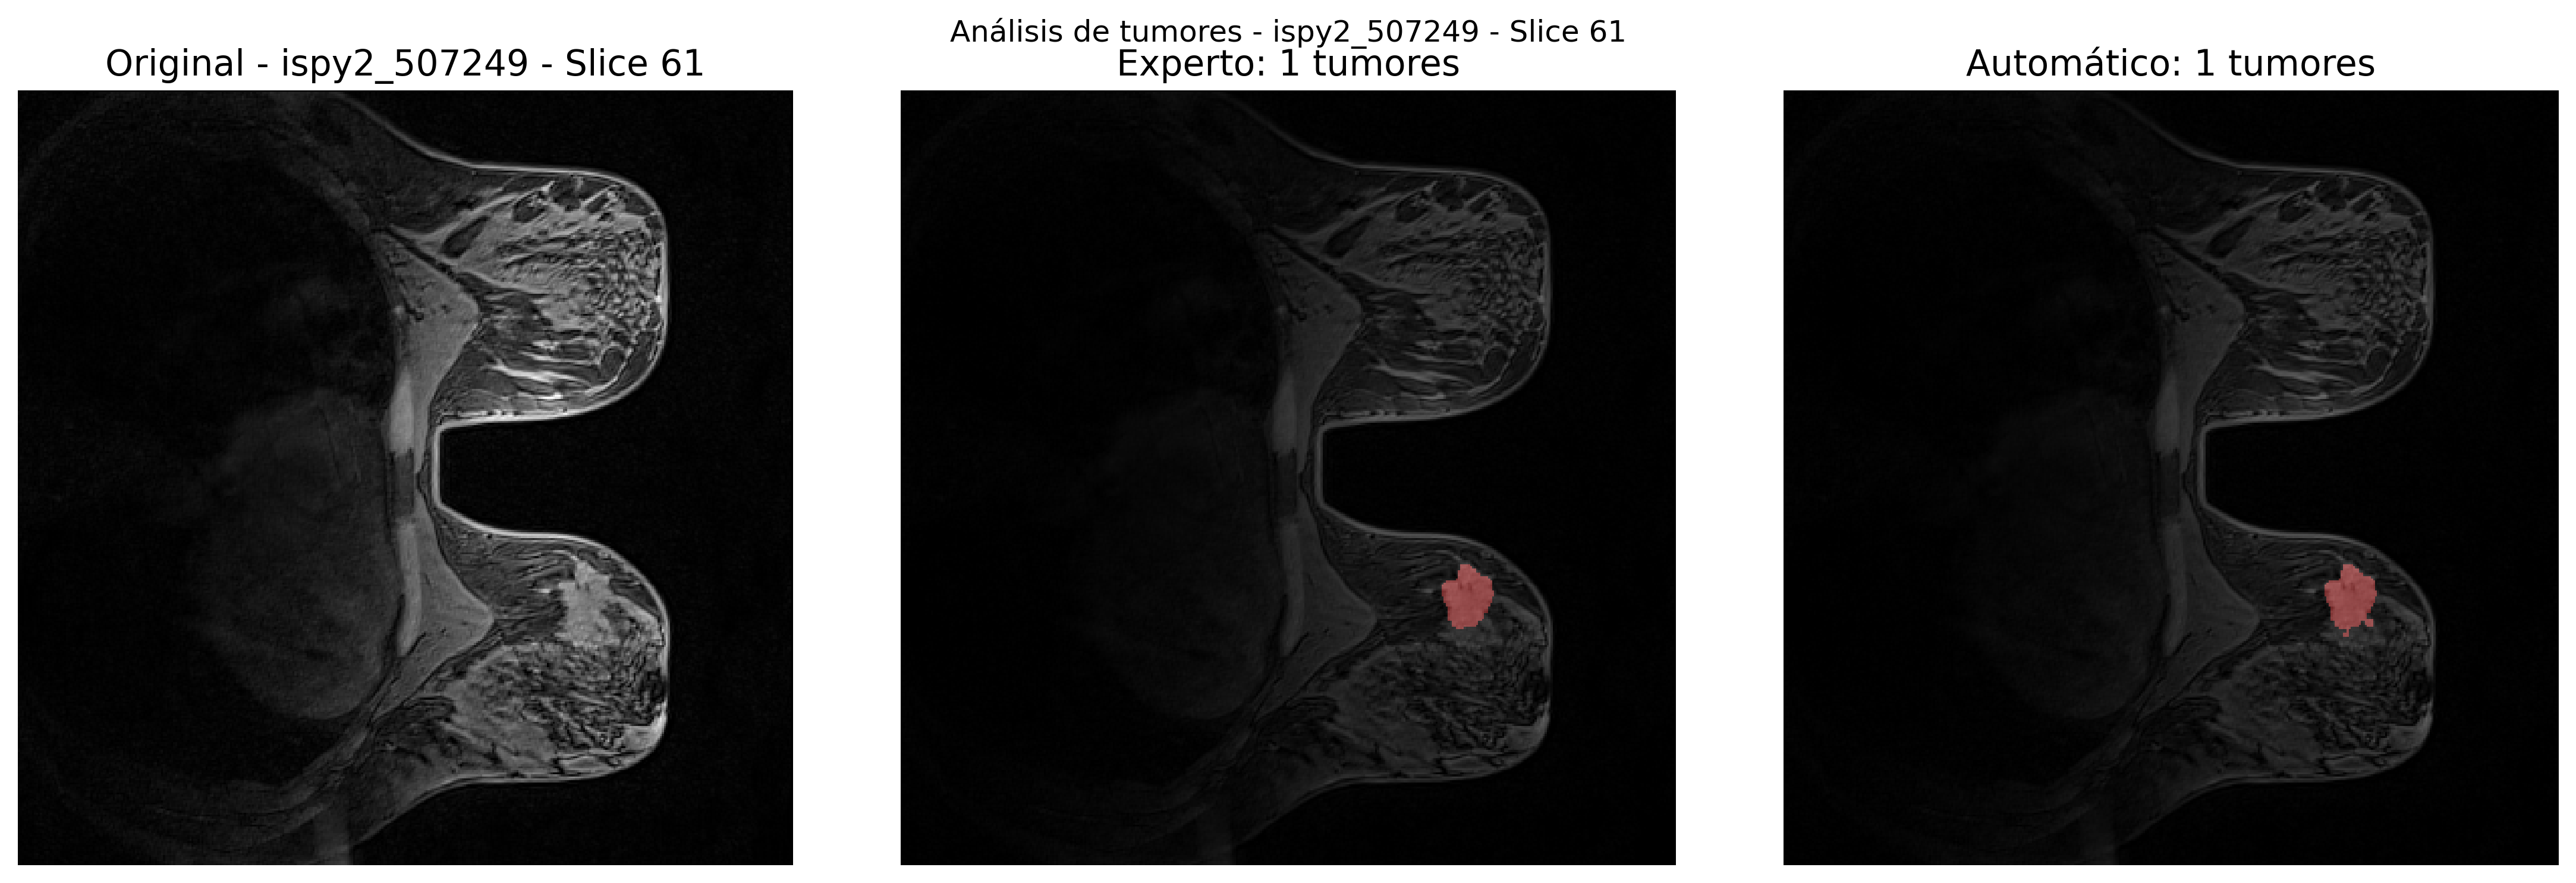 Análisis de tumores - ispy2_507249 - Slice 61
Original - ispy2_507249 - Slice 61
Experto: 1 tumores
Automático: 1 tumores